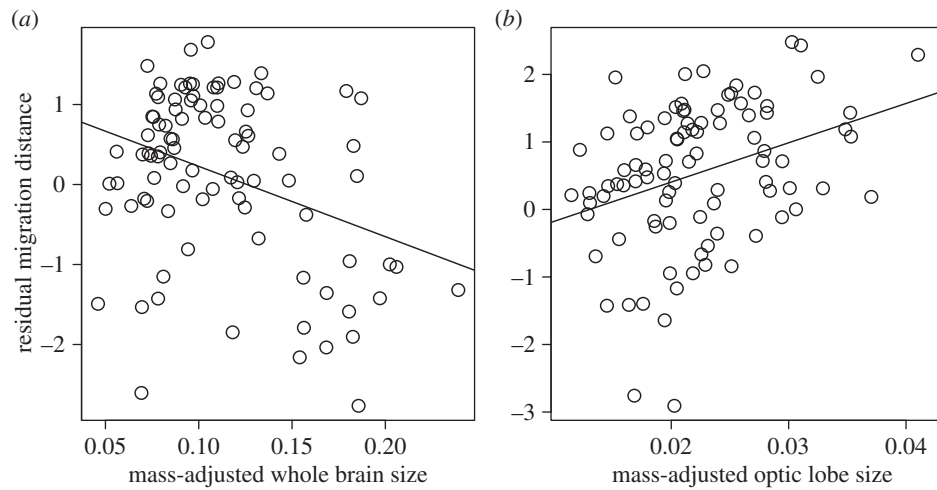 (a)
(b)
residual migration distance
1
0
−1
−2
2
1
0
−1
−2
−3
0.05 0.10 0.15 0.20
0.02 0.03 0.04
mass-adjusted whole brain size
mass-adjusted optic lobe size